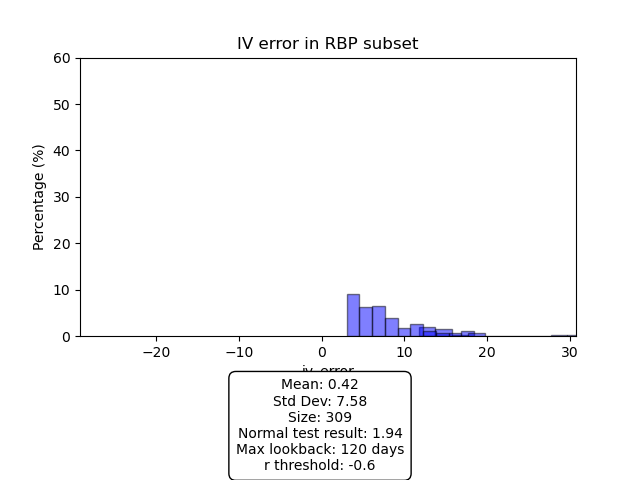 IV error in RBP subset
Percentage (%)
60
50
40
30
20
10
0
−20
−10
0
10
20
30
iv_error
Mean: 0.42
Std Dev: 7.58
Size: 309
Normal test result: 1.94
Max lookback: 120 days
r threshold: -0.6